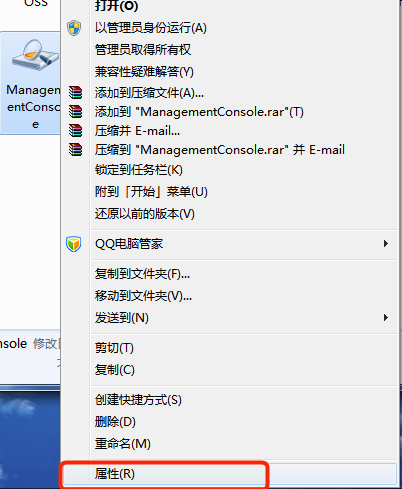 Oss
打开(O)
以管理员身份运行(A)
管理员取得所有权
兼容性疑难解答(Y)
Manageme
entConsol
e
添加到压缩文件(A)...
添加到 "ManagementConsole.rar"(T)
压缩并 E-mail...
压缩到 "ManagementConsole.rar" 并 E-mail
锁定到任务栏(K)
附到「开始」菜单(U)
还原以前的版本(V)
QQ电脑管家
复制到文件夹(F)...
移动到文件夹(V)...
发送到(N)
nsole 修改
剪切(T)
复制(C)
创建快捷方式(S)
删除(D)
重命名(M)
属性(R)